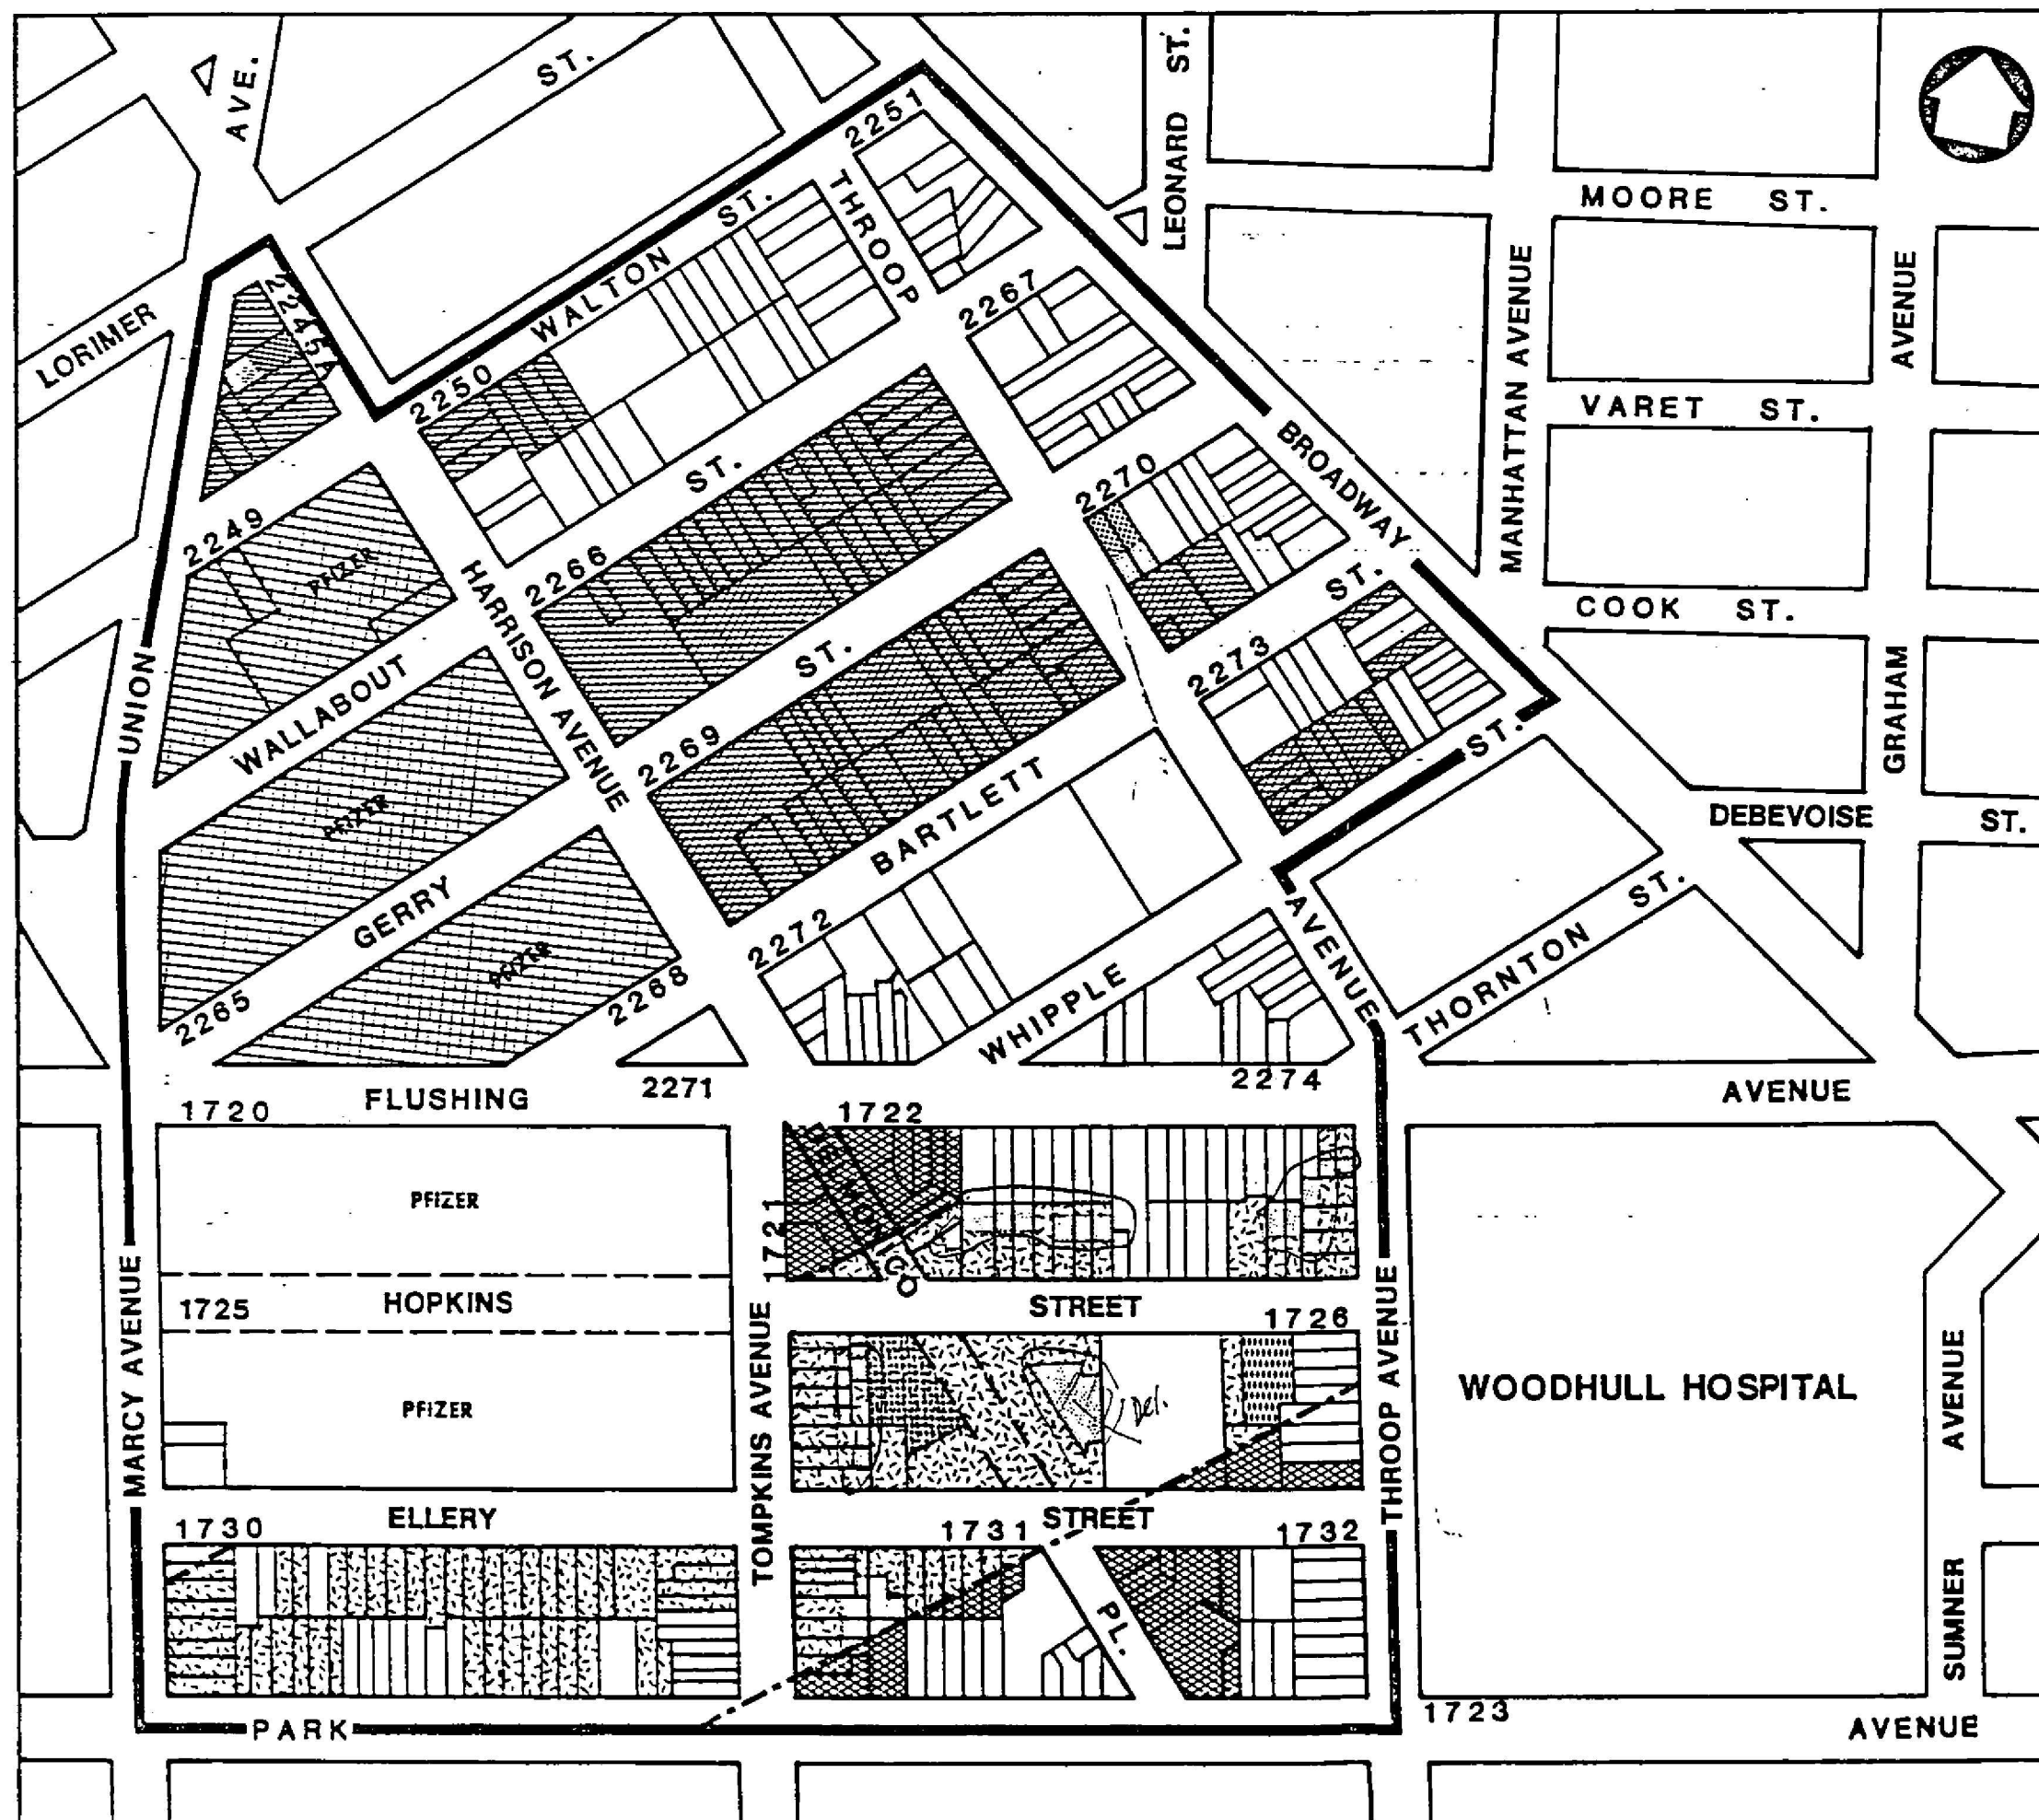 AVE.
ST.
LEONARD ST.
2251
MOORE ST.
THROOP
WALTON ST.
2245A
LORIMER
2267
MANHATTAN AVENUE
AVENUE
2250
VARET ST.
BROADWAY
ST.
2270
2249
PFIZER
2266
HARRISON AVENUE
ST.
COOK ST.
UNION
WALLABOUT
ST.
2273
GRAHAM
2269
ST.
PFIZER
BARTLETT
DEBEVOISE ST.
GERRY
2272
AVENUE
THORNTON ST.
PFIZER
2265
2268
WHIPPLE
2271
2274
FLUSHING
AVENUE
1720
1722
PFIZER
1721
DELMONICO
1725
HOPKINS
STREET
1726
MARCY AVENUE
TOMPKINS AVENUE
THROOP AVENUE
PFIZER
Del.
WOODHULL HOSPITAL
AVENUE
ELLERY
STREET
1730
1731
1732
PL.
SUMNER
1723
PARK
AVENUE